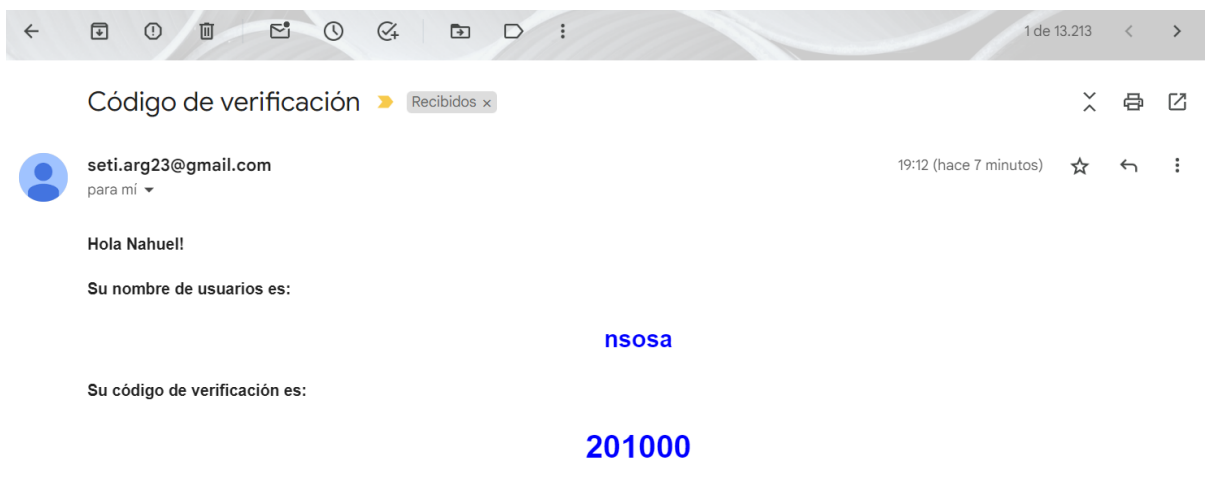 1 de 13.213
Código de verificación Recibidos ×
seti.arg23@gmail.com 19:12 (hace 7 minutos)
para mí
Hola Nahuel!
Su nombre de usuarios es:
nsosa
Su código de verificación es:
201000